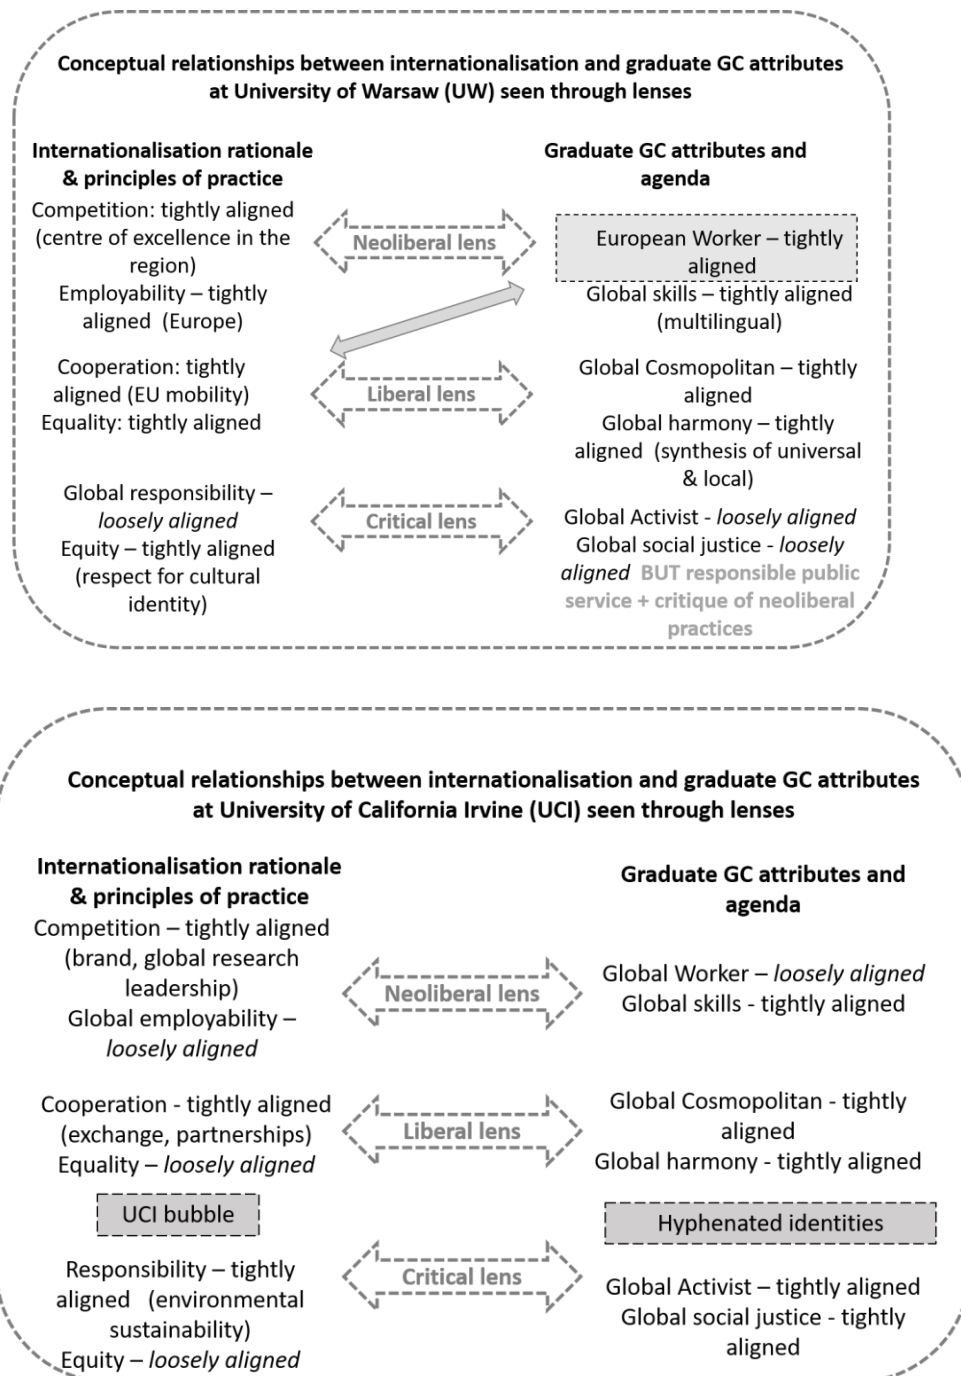 Conceptual relationships between internationalisation and graduate GC attributes
at University of Warsaw (UW) seen through lenses
Internationalisation rationale
& principles of practice
Competition: tightly aligned
(centre of excellence in the
region)
Employability – tightly
aligned (Europe)
Cooperation: tightly
aligned (EU mobility)
Equality: tightly aligned
Global responsibility –
loosely aligned
Equity – tightly aligned
(respect for cultural
identity)
Neoliberal lens
Liberal lens
Critical lens
Graduate GC attributes and
agenda
European Worker – tightly
aligned
Global skills – tightly aligned
(multilingual)
Global Cosmopolitan – tightly
aligned
Global harmony – tightly
aligned (synthesis of universal
& local)
Global Activist - loosely aligned
Global social justice - loosely
aligned BUT responsible public
service + critique of neoliberal
practices
Conceptual relationships between internationalisation and graduate GC attributes
at University of California Irvine (UCI) seen through lenses
Internationalisation rationale
& principles of practice
Competition – tightly aligned
(brand, global research
leadership)
Global employability –
loosely aligned
Cooperation - tightly aligned
(exchange, partnerships)
Equality – loosely aligned
UCI bubble
Responsibility – tightly
aligned (environmental
sustainability)
Equity – loosely aligned
Neoliberal lens
Liberal lens
Critical lens
Graduate GC attributes and
agenda
Global Worker – loosely aligned
Global skills - tightly aligned
Global Cosmopolitan - tightly
aligned
Global harmony - tightly aligned
Hyphenated identities
Global Activist – tightly aligned
Global social justice - tightly
aligned